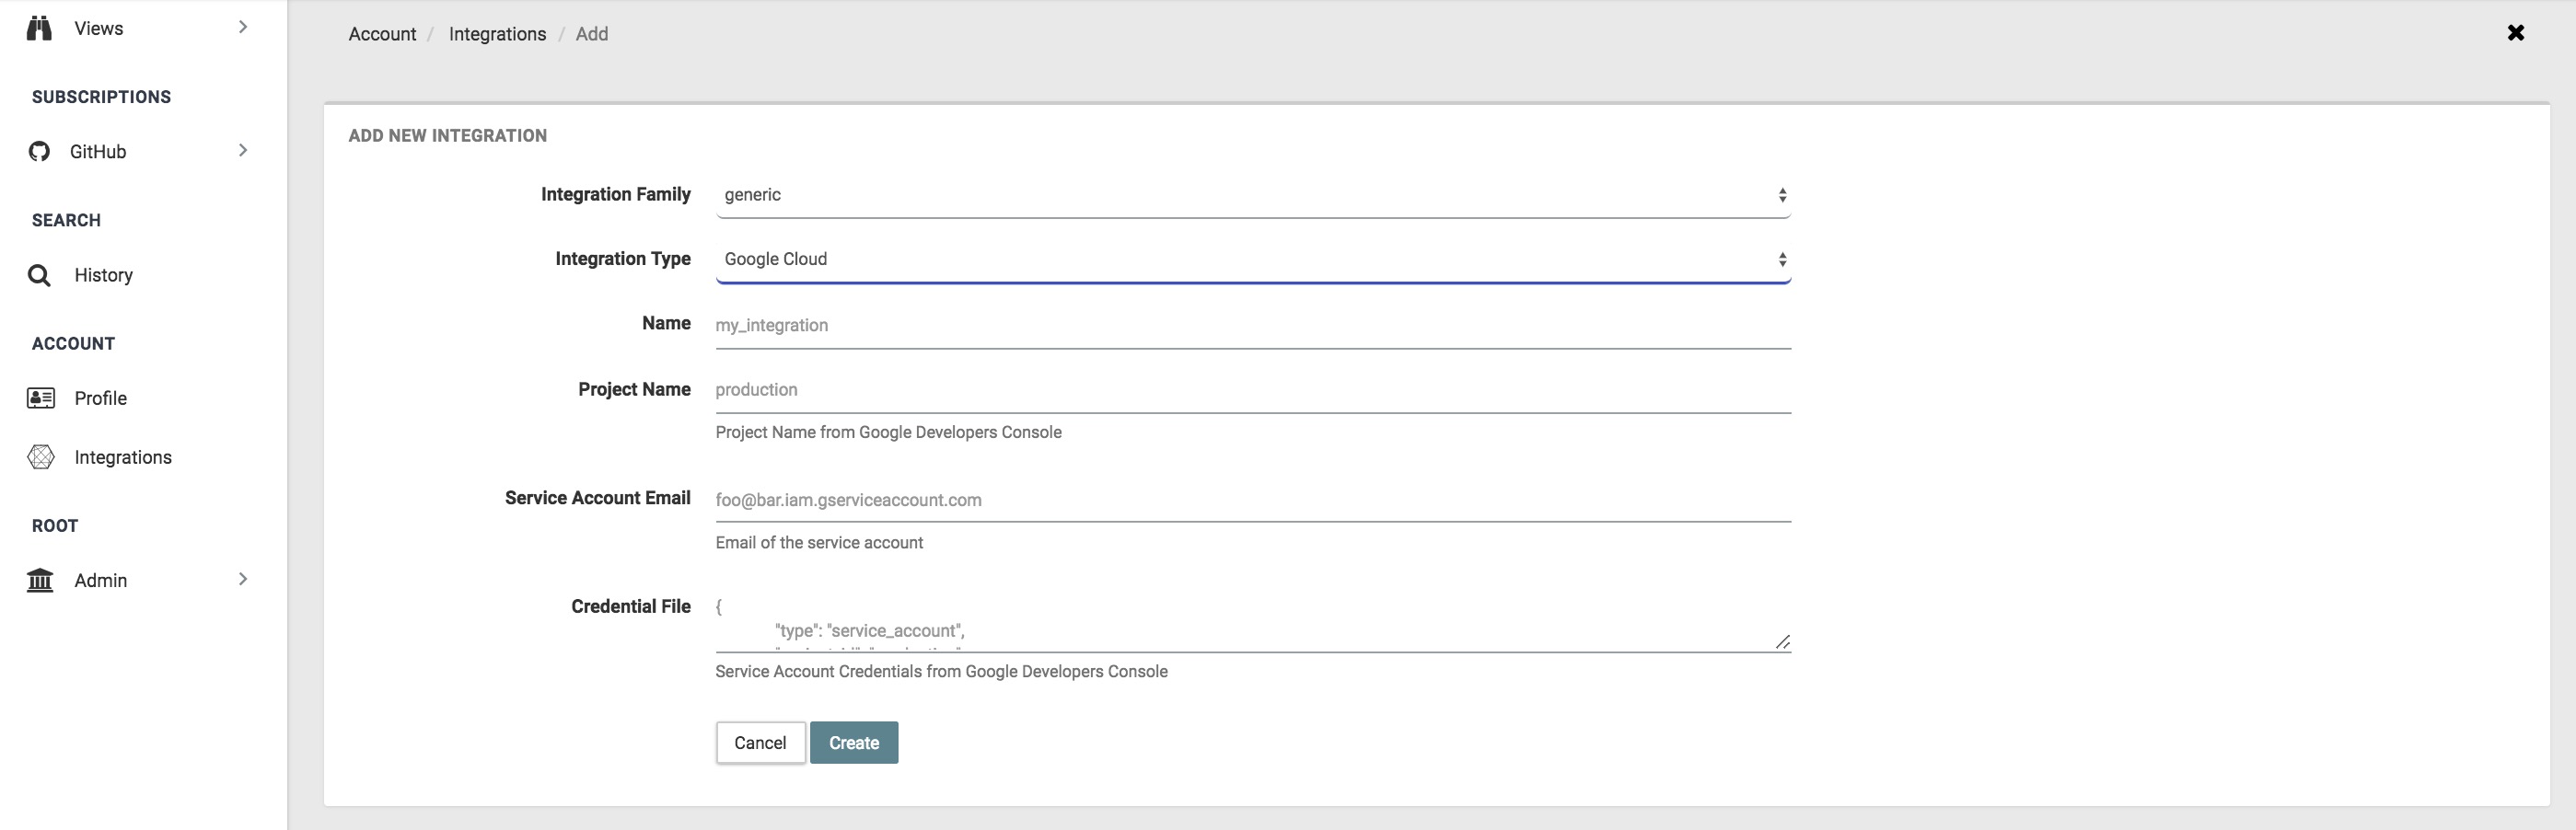 Views
SUBSCRIPTIONS
GitHub
SEARCH
History
ACCOUNT
Profile
Integrations
ROOT
Admin
Account / Integrations / Add
ADD NEW INTEGRATION
Integration Family generic
Integration Type Google Cloud
Name my_integration
Project Name production
Project Name from Google Developers Console
Service Account Email foo@bar.iam.gserviceaccount.com
Email of the service account
Credential File {
"type": "service_account",
Service Account Credentials from Google Developers Console
Cancel Create